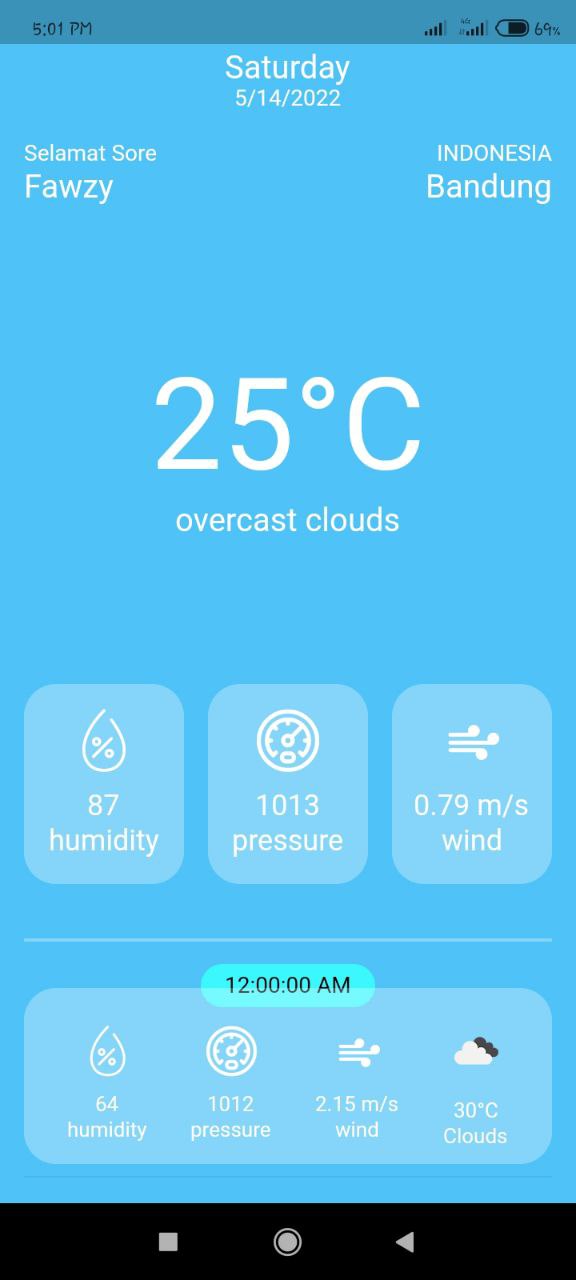 5:01 PM 4G 69%
Saturday
5/14/2022
Selamat Sore INDONESIA
Fawzy Bandung
25°C
overcast clouds
87 1013 0.79 m/s
humidity pressure wind
12:00:00 AM
64 1012 2.15 m/s 30°C
humidity pressure wind Clouds